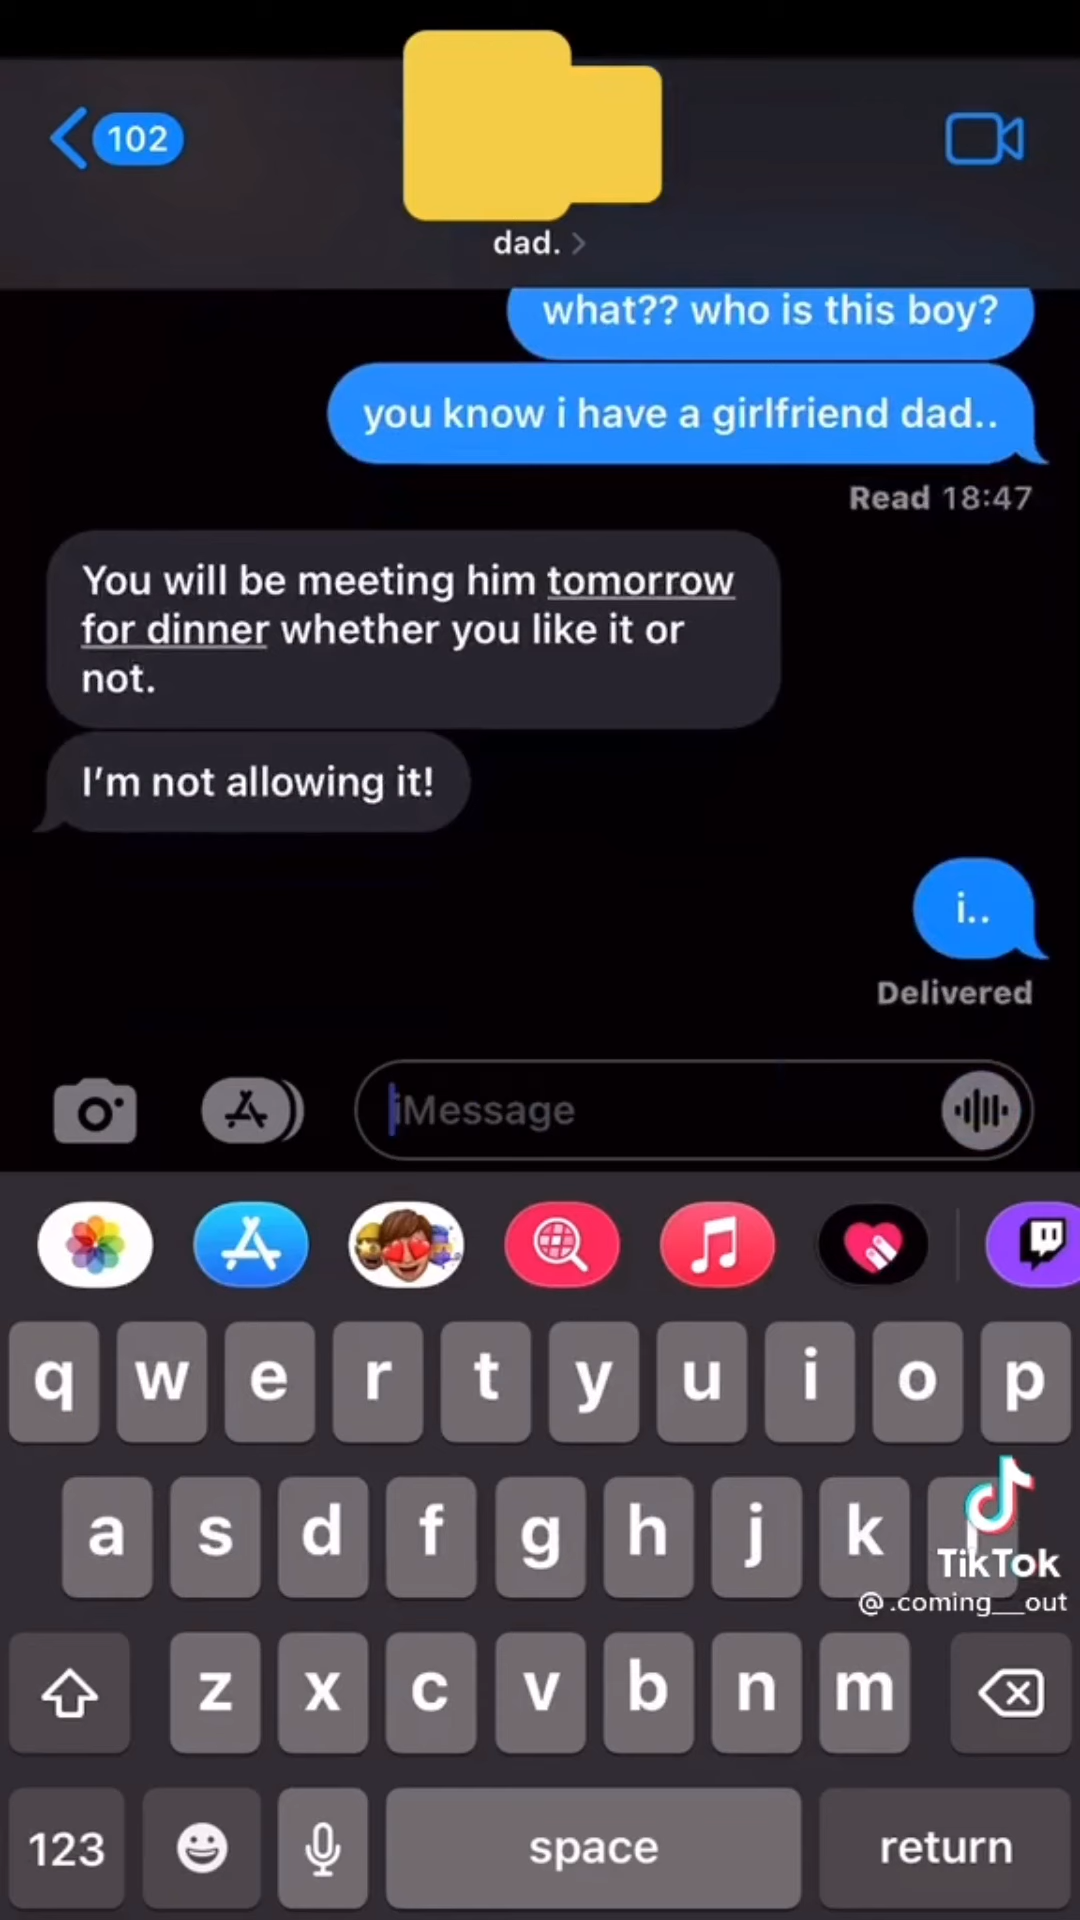 102
dad.
what?? who is this boy?
you know i have a girlfriend dad..
Read 18:47
You will be meeting him tomorrow
for dinner whether you like it or
not.
I'm not allowing it!
i..
Delivered
iMessage
q w e r t y u i o p
a s d f g h j k l
TikTok
@.coming__out
z x c v b n m
123 space return